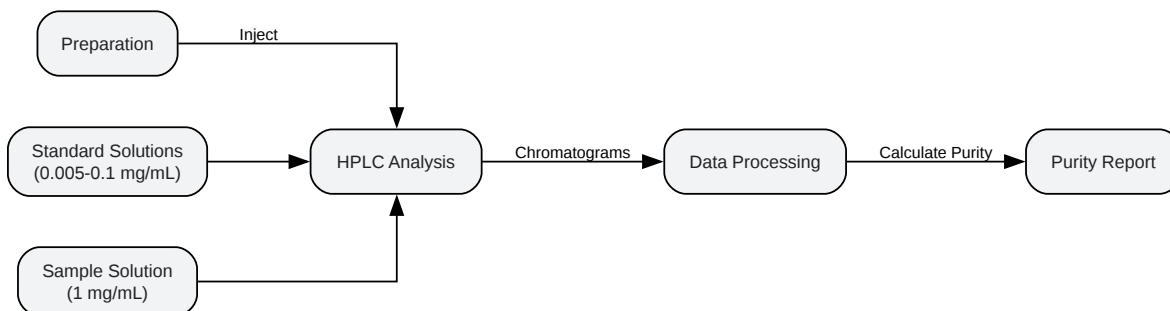 Preparation
Inject
Standard Solutions
(0.005-0.1 mg/mL)
HPLC Analysis
Chromatograms
Data Processing
Calculate Purity
Purity Report
Sample Solution
(1 mg/mL)